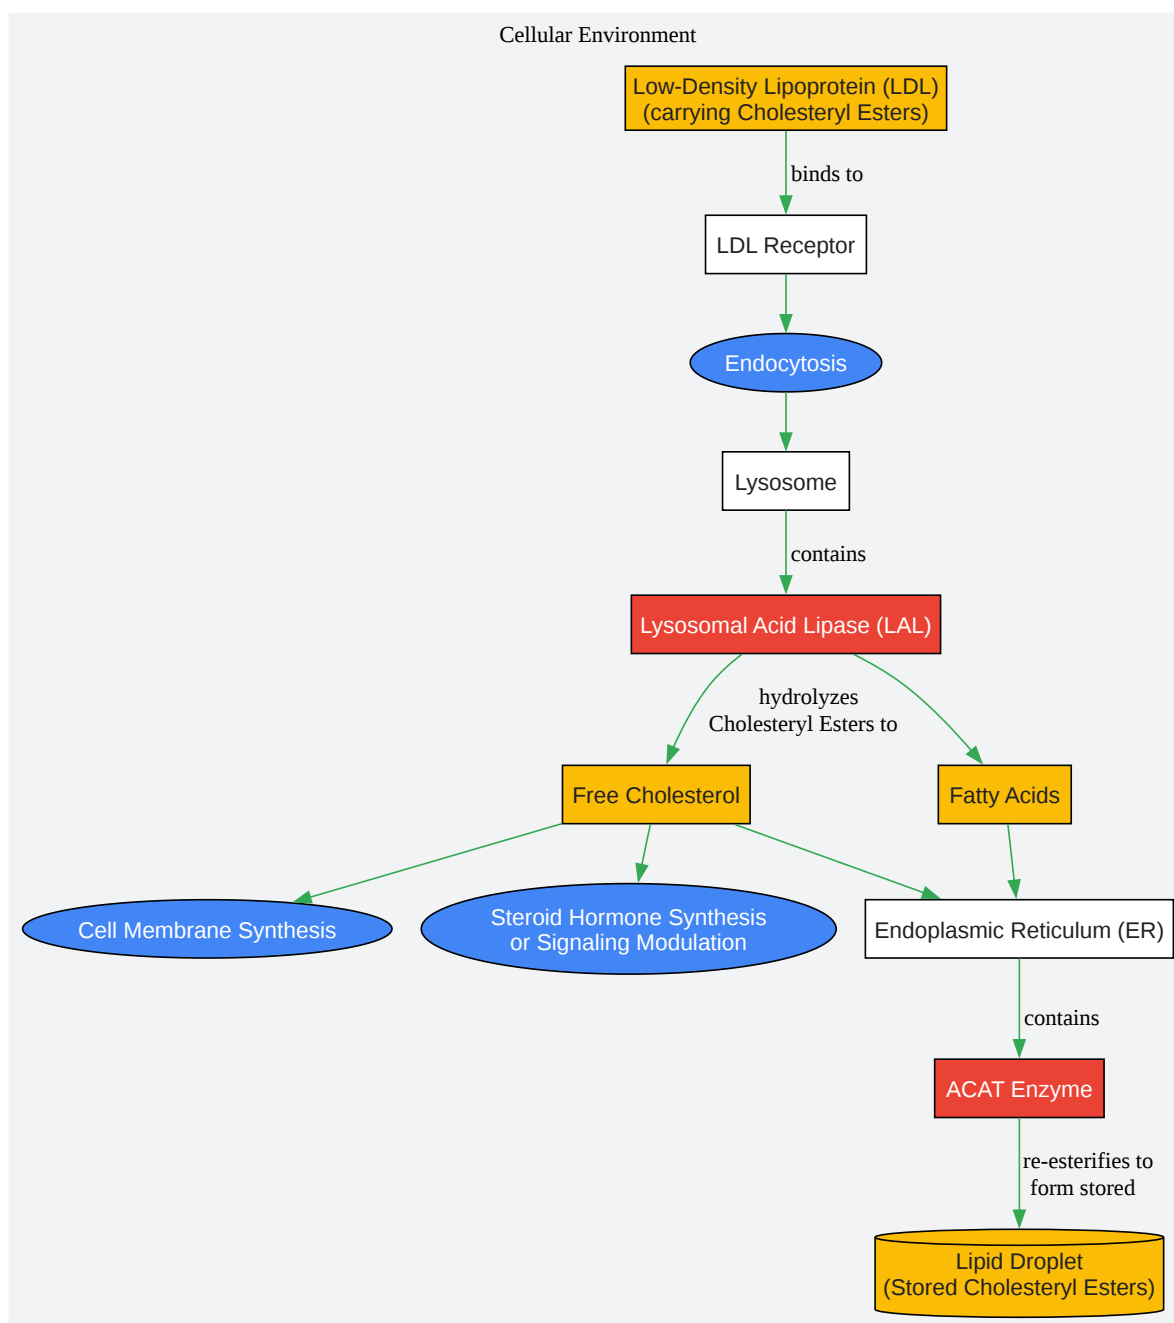 Cellular Environment
Low-Density Lipoprotein (LDL)
(carrying Cholesteryl Esters)
binds to
LDL Receptor
Endocytosis
Lysosome
contains
Lysosomal Acid Lipase (LAL)
hydrolyzes
Cholesteryl Esters to
Free Cholesterol
Fatty Acids
Cell Membrane Synthesis
Steroid Hormone Synthesis
or Signaling Modulation
Endoplasmic Reticulum (ER)
contains
ACAT Enzyme
re-esterifies to
form stored
Lipid Droplet
(Stored Cholesteryl Esters)